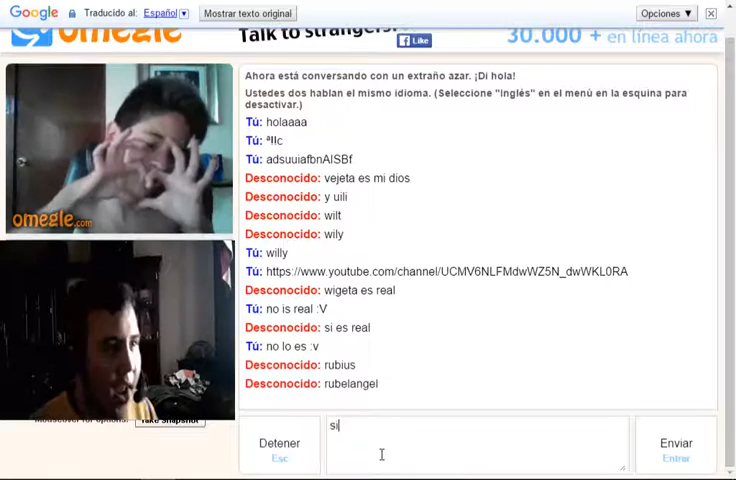 Google Traducido al: Español Mostrar texto original Opciones
omegle Talk to strangers! Like 30.000 + en línea ahora
Ahora está conversando con un extraño azar. ¡Di hola!
Ustedes dos hablan el mismo idioma. (Seleccione "Inglés" en el menú en la esquina para
desactivar.)
Tú: holaaaa
Tú: ª!!c
Tú: adsuuiafbnAISBf
Desconocido: vejeta es mi dios
Desconocido: y uili
Desconocido: wilt
Desconocido: wily
Tú: willy
Tú: https://www.youtube.com/channel/UCMV6NLFMdwWZ5N_dwWKL0RA
Desconocido: wigeta es real
Tú: no is real :V
Desconocido: si es real
Tú: no lo es :v
Desconocido: rubius
Desconocido: rubelangel
omegle.com
Mouseover for options! Take Snapshot
si
Detener
Esc
Enviar
Entrar